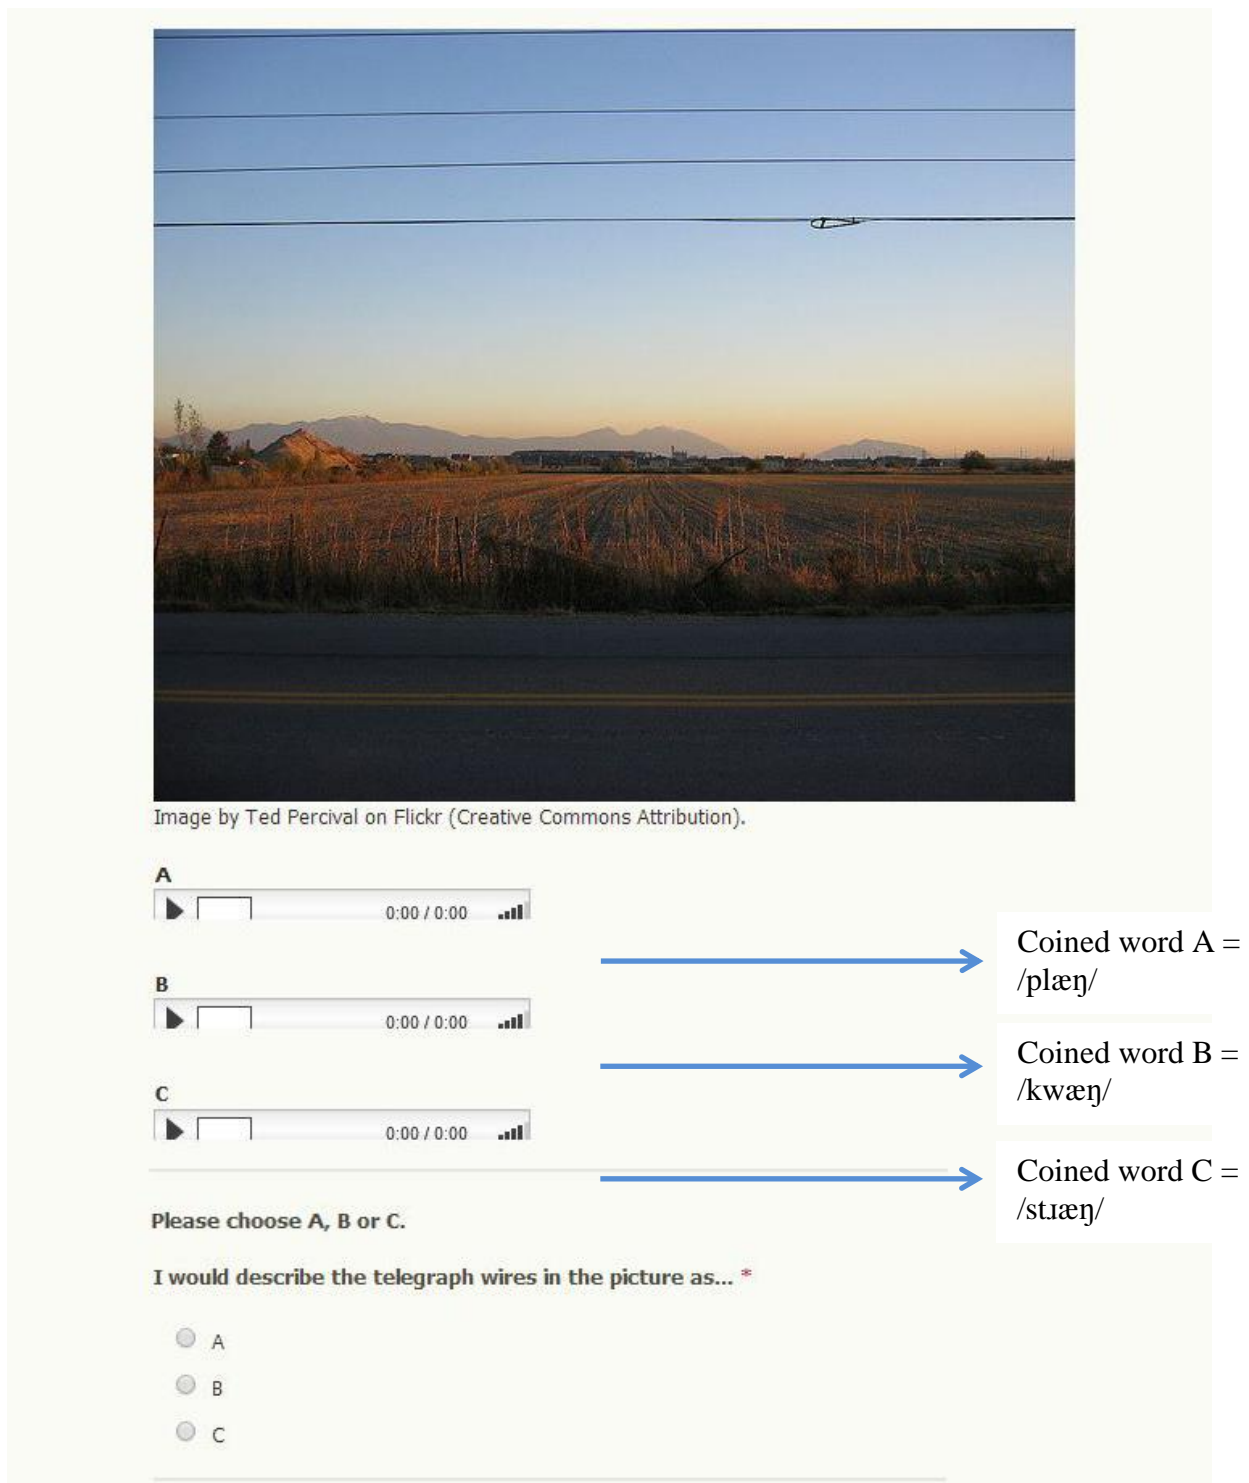 Image by Ted Percival on Flickr (Creative Commons Attribution).
A
0:00 / 0:00
Coined word A =
/plæŋ/
B
0:00 / 0:00
Coined word B =
/kwæŋ/
C
0:00 / 0:00
Coined word C =
/stɹæŋ/
Please choose A, B or C.
I would describe the telegraph wires in the picture as... *
A
B
C